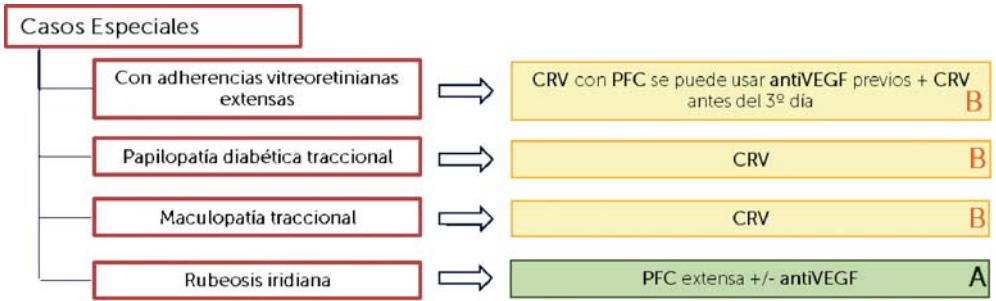 Casos Especiales
Con adherencias vitreoretinianas
extensas
CRV con PFC se puede usar antiVEGF previos + CRV
antes del 3º día
B
Papilopatía diabética traccional
CRV
B
Maculopatía traccional
CRV
B
Rubeosis iridiana
PFC extensa +/- antiVEGF
A